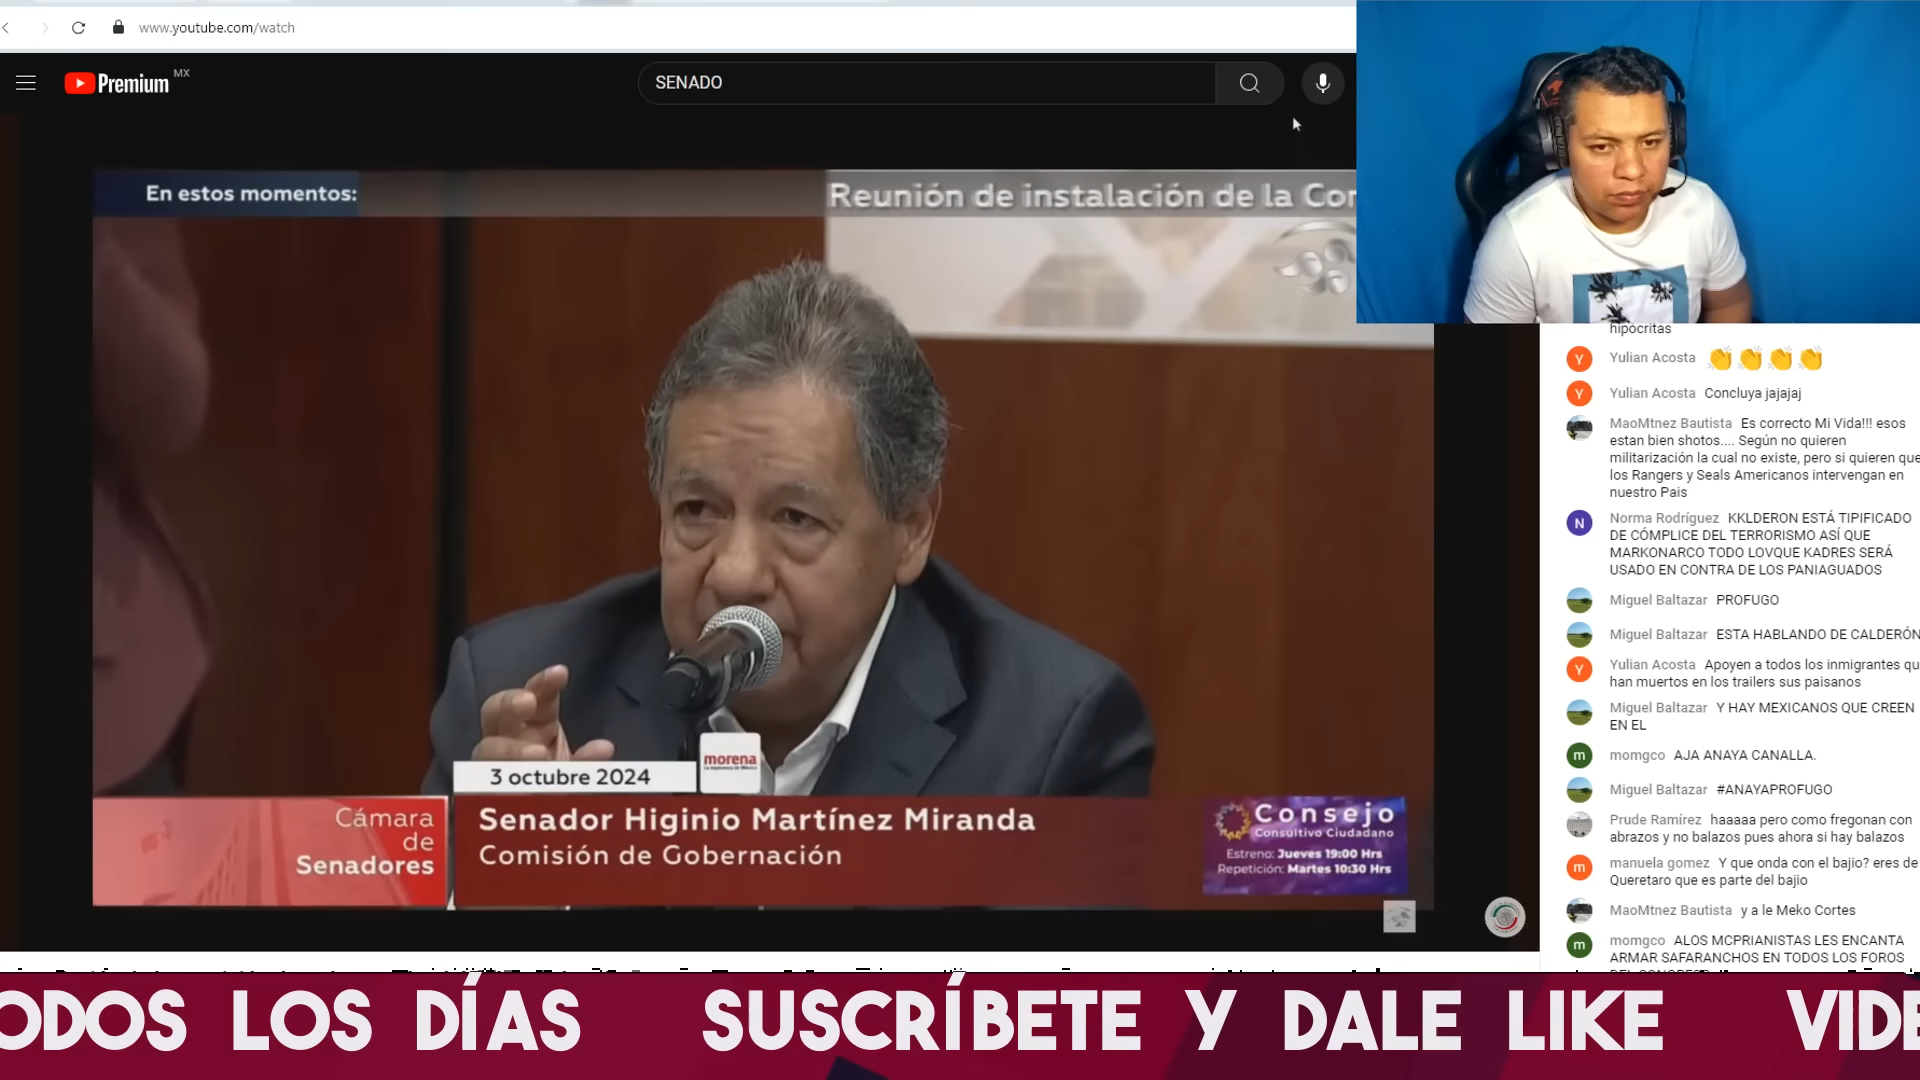 www.youtube.com/watch
Premium MX
SENADO
En estos momentos:
Reunión de instalación de la Co
morena
La esperanza de México
3 octubre 2024
Cámara
de
Senadores
Senador Higinio Martínez Miranda
Comisión de Gobernación
Consejo
Consultivo Ciudadano
Estreno: Jueves 19:00 Hrs
Repetición: Martes 10:30 Hrs
hipócritas
Y Yulian Acosta 👏👏👏👏
Y Yulian Acosta Concluya jajajaj
MaoMtnez Bautista Es correcto Mi Vida!!! esos
estan bien shotos.... Según no quieren
militarización la cual no existe, pero si quieren que
los Rangers y Seals Americanos intervengan en
nuestro Pais
N Norma Rodríguez KKLDERON ESTÁ TIPIFICADO
DE CÓMPLICE DEL TERRORISMO ASÍ QUE
MARKONARCO TODO LOVQUE KADRES SERÁ
USADO EN CONTRA DE LOS PANIAGUADOS
Miguel Baltazar PROFUGO
Miguel Baltazar ESTA HABLANDO DE CALDERÓN
Y Yulian Acosta Apoyen a todos los inmigrantes qu
han muertos en los trailers sus paisanos
Miguel Baltazar Y HAY MEXICANOS QUE CREEN
EN EL
m momgco AJA ANAYA CANALLA.
Miguel Baltazar #ANAYAPROFUGO
Prude Ramírez haaaaa pero como fregonan con
abrazos y no balazos pues ahora si hay balazos
m manuela gomez Y que onda con el bajio? eres de
Queretaro que es parte del bajio
MaoMtnez Bautista y a le Meko Cortes
m momgco ALOS MCPRIANISTAS LES ENCANTA
ARMAR SAFARANCHOS EN TODOS LOS FOROS
ODOS LOS DÍAS SUSCRÍBETE Y DALE LIKE VIDE